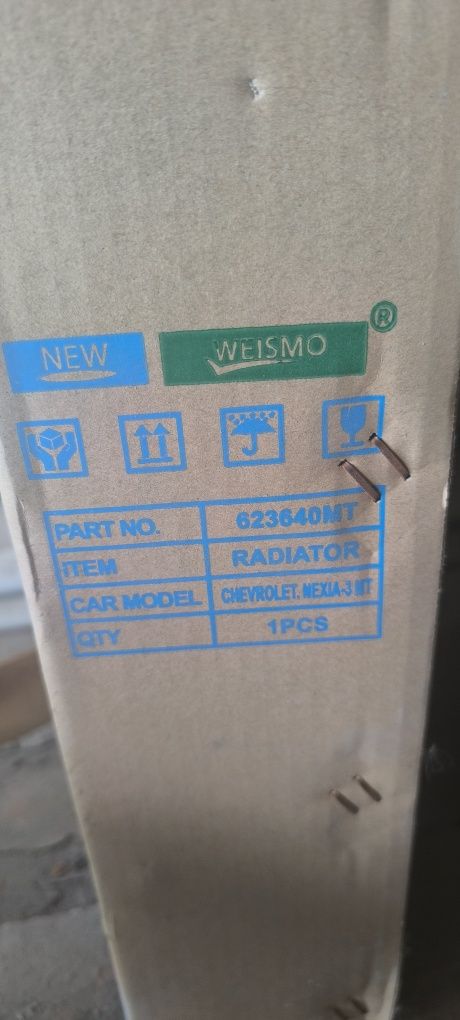 ®
NEW WEISMO
PART NO. 623640MT
ITEM RADIATOR
CAR MODEL CHEVROLET. NEXIA-3 MT
QTY 1PCS